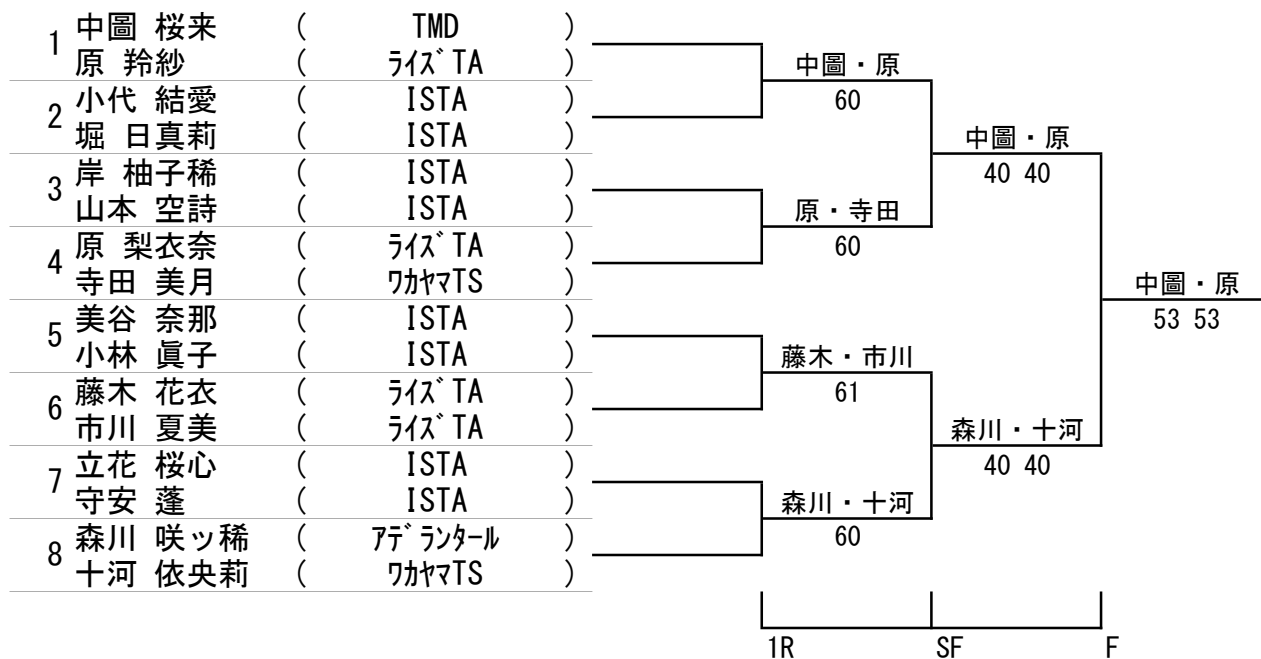 1 中圖 桜来 ( TMD )
原 羚紗 ( ﾗｲｽﾞTA )
2 小代 結愛 ( ISTA )
堀 日真莉 ( ISTA )
3 岸 柚子稀 ( ISTA )
山本 空詩 ( ISTA )
4 原 梨衣奈 ( ﾗｲｽﾞTA )
寺田 美月 ( ﾜｶﾔﾏTS )
5 美谷 奈那 ( ISTA )
小林 眞子 ( ISTA )
6 藤木 花衣 ( ﾗｲｽﾞTA )
市川 夏美 ( ﾗｲｽﾞTA )
7 立花 桜心 ( ISTA )
守安 蓬 ( ISTA )
8 森川 咲ッ稀 ( ｱﾃﾞﾗﾝﾀｰﾙ )
十河 依央莉 ( ﾜｶﾔﾏTS )
中圖・原
60
原・寺田
60
藤木・市川
61
森川・十河
60
中圖・原
40 40
森川・十河
40 40
中圖・原
53 53
1R SF F